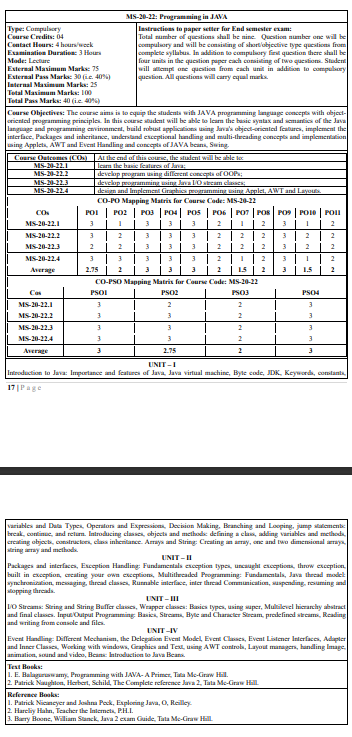 MS-20-22: Programming in JAVA
Type: Compulsory
Course Credits: 04
Contact Hours: 4 hours/week
Examination Duration: 3 Hours
Mode: Lecture
External Maximum Marks: 75
External Pass Marks: 30 (i.e. 40%)
Internal Maximum Marks: 25
Total Maximum Marks: 100
Total Pass Marks: 40 (i.e. 40%)
Instructions to paper setter for End semester exam:
Total number of questions shall be nine. Question number one will be
compulsory and will be consisting of short/objective type questions from
complete syllabus. In addition to compulsory first question there shall be
four units in the question paper each consisting of two questions. Student
will attempt one question from each unit in addition to compulsory
question. All questions will carry equal marks.
Course Objectives: The course aims is to equip the students with JAVA programming language concepts with object-
oriented programming principles. In this course student will be able to learn the basic syntax and semantics of the Java
language and programming environment, build robust applications using Java's object-oriented features, implement the
interface, Packages and inheritance, understand exceptional handling and multi-threading concepts and implementation
using Applets, AWT and Event Handling and concepts of JAVA beans, Swing.
Course Outcomes (COs) At the end of this course, the student will be able to:
MS-20-22.1 learn the basic features of Java;
MS-20-22.2 develop program using different concepts of OOPs;
MS-20-22.3 develop programming using Java I/O stream classes;
MS-20-22.4 design and Implement Graphics programming using Applet, AWT and Layouts.
CO-PO Mapping Matrix for Course Code: MS-20-22
COs PO1 PO2 PO3 PO4 PO5 PO6 PO7 PO8 PO9 PO10 PO11
MS-20-22.1 3 1 3 3 3 2 1 2 3 1 2
MS-20-22.2 3 2 3 3 3 2 2 2 3 2 2
MS-20-22.3 2 2 3 3 3 2 2 2 3 2 2
MS-20-22.4 3 3 3 3 3 2 1 2 3 1 2
Average 2.75 2 3 3 3 2 1.5 2 3 1.5 2
CO-PSO Mapping Matrix for Course Code: MS-20-22
Cos PSO1 PSO2 PSO3 PSO4
MS-20-22.1 3 2 2 3
MS-20-22.2 3 3 2 3
MS-20-22.3 3 3 2 3
MS-20-22.4 3 3 2 3
Average 3 2.75 2 3
UNIT – I
Introduction to Java: Importance and features of Java, Java virtual machine, Byte code, JDK, Keywords, constants,
17 | Page
variables and Data Types, Operators and Expressions, Decision Making, Branching and Looping, jump statements:
break, continue, and return. Introducing classes, objects and methods: defining a class, adding variables and methods,
creating objects, constructors, class inheritance. Arrays and String: Creating an array, one and two dimensional arrays,
string array and methods.
UNIT – II
Packages and interfaces, Exception Handling: Fundamentals exception types, uncaught exceptions, throw exception,
built in exception, creating your own exceptions, Multithreaded Programming: Fundamentals, Java thread model:
synchronization, messaging, thread classes, Runnable interface, inter thread Communication, suspending, resuming and
stopping threads.
UNIT – III
I/O Streams: String and String Buffer classes, Wrapper classes: Basics types, using super, Multilevel hierarchy abstract
and final classes. Input/Output Programming: Basics, Streams, Byte and Character Stream, predefined streams, Reading
and writing from console and files.
UNIT –IV
Event Handling: Different Mechanism, the Delegation Event Model, Event Classes, Event Listener Interfaces, Adapter
and Inner Classes, Working with windows, Graphics and Text, using AWT controls, Layout managers, handling Image,
animation, sound and video, Beans: Introduction to Java Beans.
Text Books:
1. E. Balaguruswamy, Programming with JAVA- A Primer, Tata Mc-Graw Hill.
2. Patrick Naughton, Herbert, Schild, The Complete reference Java 2, Tata Mc-Graw Hill.
Reference Books:
1. Patrick Nieaneyer and Joshna Peck, Exploring Java, O, Reilley.
2. Hareliy Hahn, Teacher the Internets, P.H.I.
3. Barry Boone, William Stanek, Java 2 exam Guide, Tata Mc-Graw Hill.